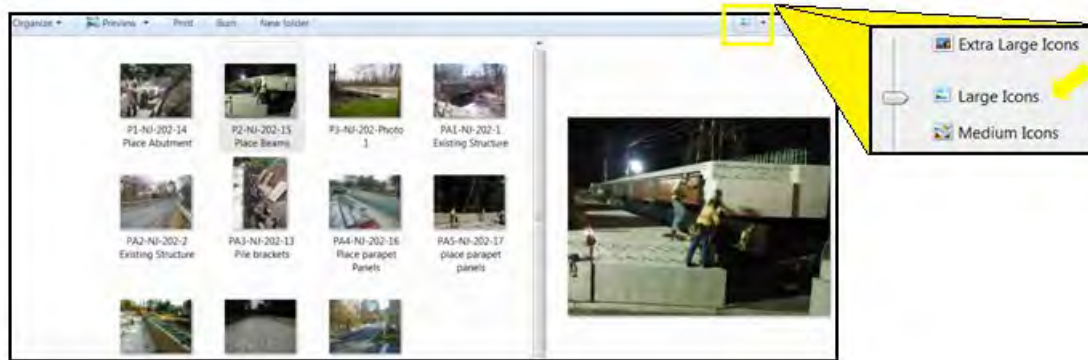 Organize Preview Print Burn New folder
Extra Large Icons
Large Icons
Medium Icons
P1-NJ-202-14
Place Abutment
P2-NJ-202-15
Place Beams
P3-NJ-202-Photo
1
PA1-NJ-202-1
Existing Structure
PA2-NJ-202-2
Existing Structure
PA3-NJ-202-13
Pile brackets
PA4-NJ-202-16
Place parapet
Panels
PA5-NJ-202-17
place parapet
panels